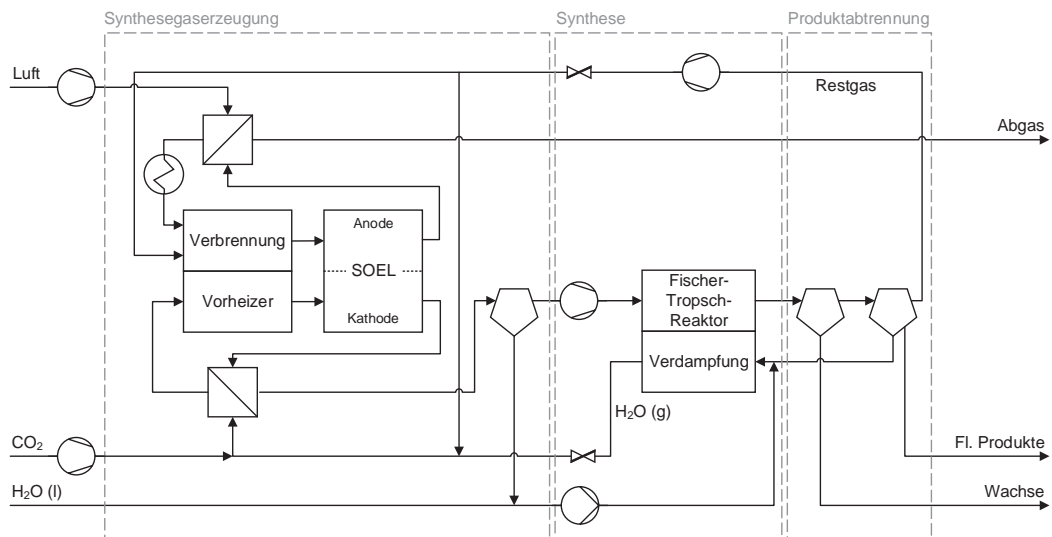 Synthesegaserzeugung
Synthese
Produktabtrennung
Luft
Restgas
Abgas
Verbrennung
Vorheizer
Anode
SOEL
Kathode
Fischer-
Tropsch-
Reaktor
Verdampfung
H₂O (g)
CO₂
Fl. Produkte
H₂O (l)
Wachse